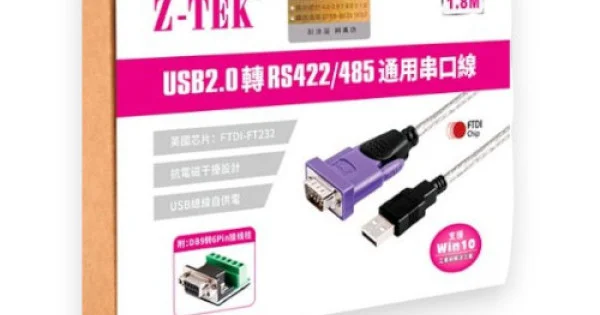 Z-TEK
1.8M
USB2.0 轉 RS422/485 通用串口線
英國芯片：FTDI-FT232
抗電磁干擾設計
USB總線自供電
FTDI
Chip
附：DB9轉6Pin接線柱
支援
Win10